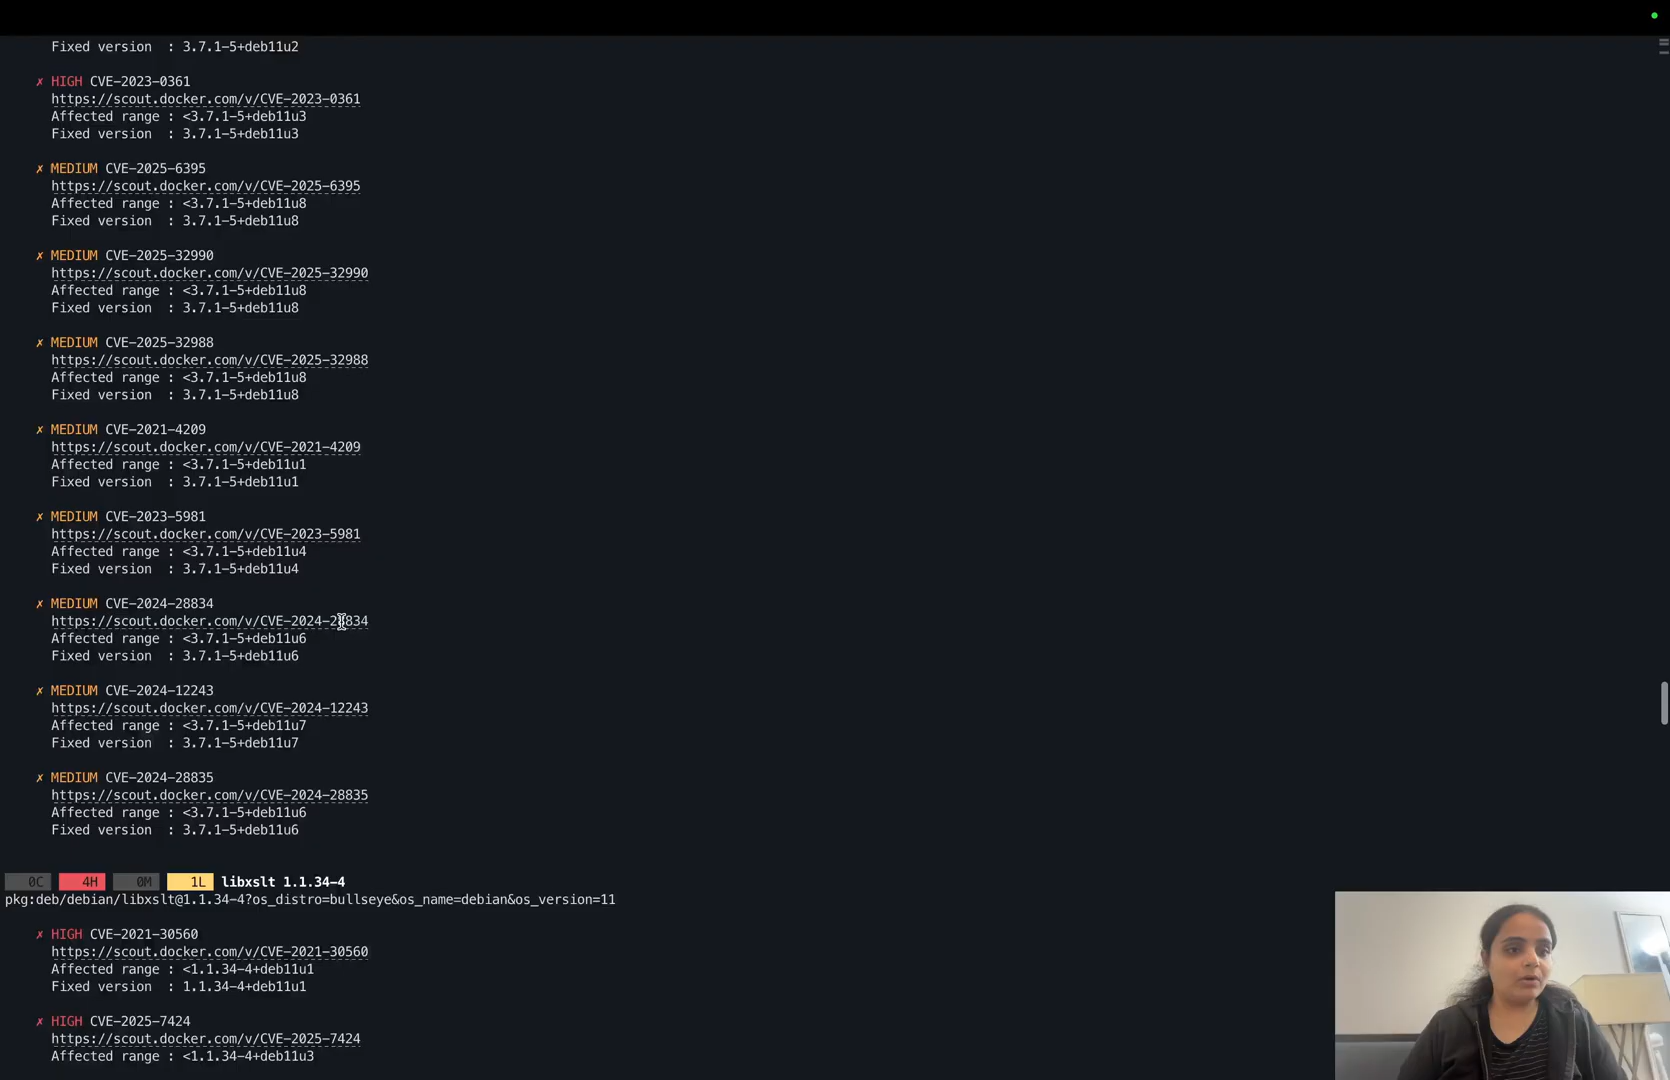 Fixed version  : 3.7.1-5+deb11u2
✗ HIGH CVE-2023-0361
https://scout.docker.com/v/CVE-2023-0361
Affected range : <3.7.1-5+deb11u3
Fixed version  : 3.7.1-5+deb11u3
✗ MEDIUM CVE-2025-6395
https://scout.docker.com/v/CVE-2025-6395
Affected range : <3.7.1-5+deb11u8
Fixed version  : 3.7.1-5+deb11u8
✗ MEDIUM CVE-2025-32990
https://scout.docker.com/v/CVE-2025-32990
Affected range : <3.7.1-5+deb11u8
Fixed version  : 3.7.1-5+deb11u8
✗ MEDIUM CVE-2025-32988
https://scout.docker.com/v/CVE-2025-32988
Affected range : <3.7.1-5+deb11u8
Fixed version  : 3.7.1-5+deb11u8
✗ MEDIUM CVE-2021-4209
https://scout.docker.com/v/CVE-2021-4209
Affected range : <3.7.1-5+deb11u1
Fixed version  : 3.7.1-5+deb11u1
✗ MEDIUM CVE-2023-5981
https://scout.docker.com/v/CVE-2023-5981
Affected range : <3.7.1-5+deb11u4
Fixed version  : 3.7.1-5+deb11u4
✗ MEDIUM CVE-2024-28834
https://scout.docker.com/v/CVE-2024-28834
Affected range : <3.7.1-5+deb11u6
Fixed version  : 3.7.1-5+deb11u6
✗ MEDIUM CVE-2024-12243
https://scout.docker.com/v/CVE-2024-12243
Affected range : <3.7.1-5+deb11u7
Fixed version  : 3.7.1-5+deb11u7
✗ MEDIUM CVE-2024-28835
https://scout.docker.com/v/CVE-2024-28835
Affected range : <3.7.1-5+deb11u6
Fixed version  : 3.7.1-5+deb11u6
0C 4H 0M 1L libxslt 1.1.34-4
pkg:deb/debian/libxslt@1.1.34-4?os_distro=bullseye&os_name=debian&os_version=11
✗ HIGH CVE-2021-30560
https://scout.docker.com/v/CVE-2021-30560
Affected range : <1.1.34-4+deb11u1
Fixed version  : 1.1.34-4+deb11u1
✗ HIGH CVE-2025-7424
https://scout.docker.com/v/CVE-2025-7424
Affected range : <1.1.34-4+deb11u3